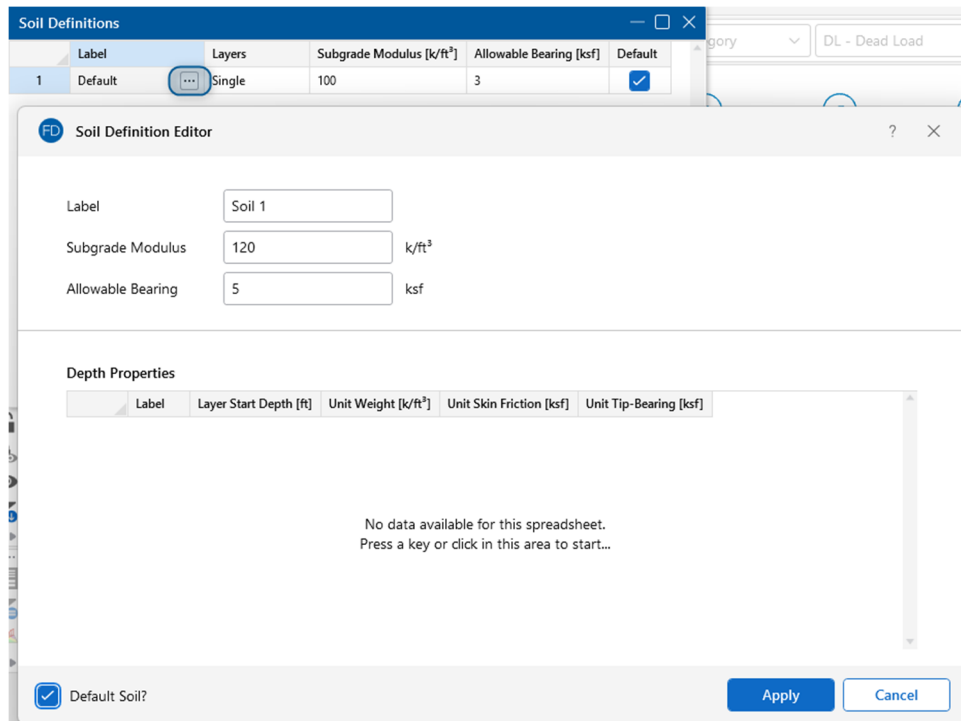 Soil Definitions
gory DL - Dead Load
Label Layers Subgrade Modulus [k/ft³] Allowable Bearing [ksf] Default
1 Default ... Single 100 3
FD Soil Definition Editor ?
Label Soil 1
Subgrade Modulus 120 k/ft³
Allowable Bearing 5 ksf
Depth Properties
Label Layer Start Depth [ft] Unit Weight [k/ft³] Unit Skin Friction [ksf] Unit Tip-Bearing [ksf]
No data available for this spreadsheet.
Press a key or click in this area to start...
Default Soil? Apply Cancel